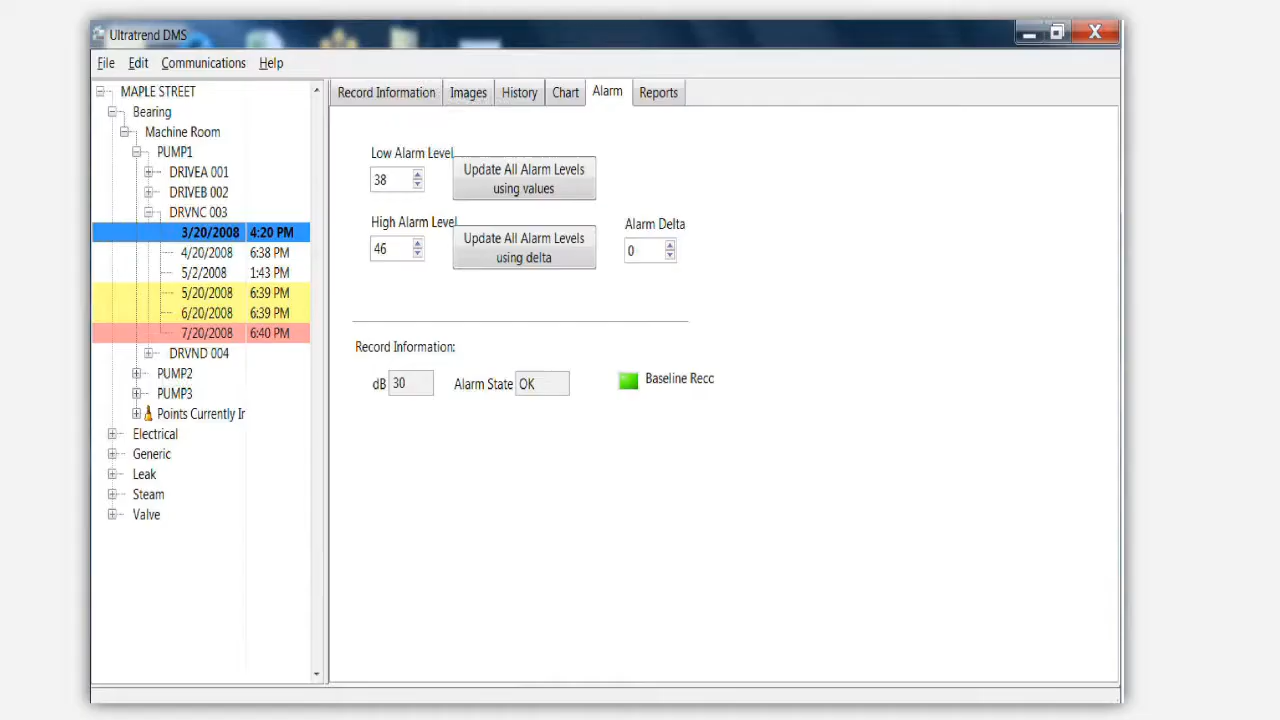 Ultratrend DMS
File Edit Communications Help
MAPLE STREET
Bearing
Machine Room
PUMP1
DRIVEA 001
DRIVEB 002
DRVNC 003
3/20/2008 4:20 PM
4/20/2008 6:38 PM
5/2/2008 1:43 PM
5/20/2008 6:39 PM
6/20/2008 6:39 PM
7/20/2008 6:40 PM
DRVND 004
PUMP2
PUMP3
Points Currently Ir
Electrical
Generic
Leak
Steam
Valve
Record Information Images History Chart Alarm Reports
Low Alarm Level
38
Update All Alarm Levels
using values
High Alarm Level
46
Update All Alarm Levels
using delta
Alarm Delta
0
Record Information:
dB 30 Alarm State OK Baseline Recc